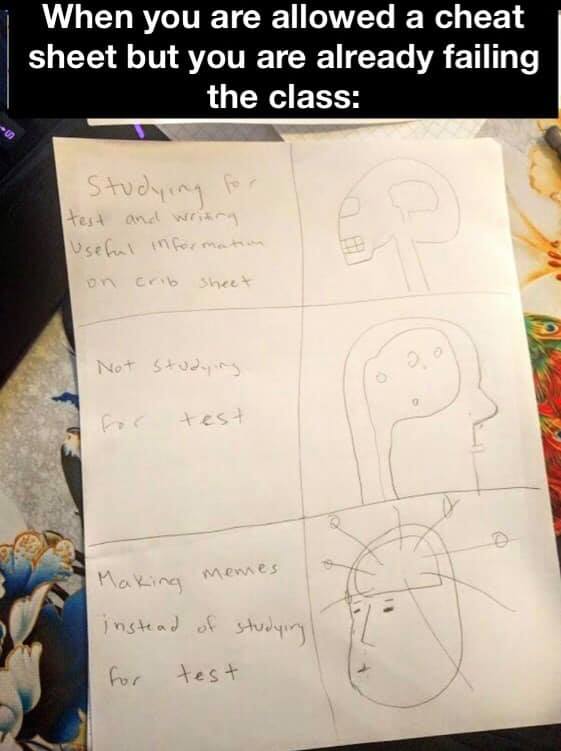 When you are allowed a cheat
sheet but you are already failing
the class:
Studying for
test and writing
Useful information
on crib sheet
Not studying
for test
Making memes
instead of studying
for test